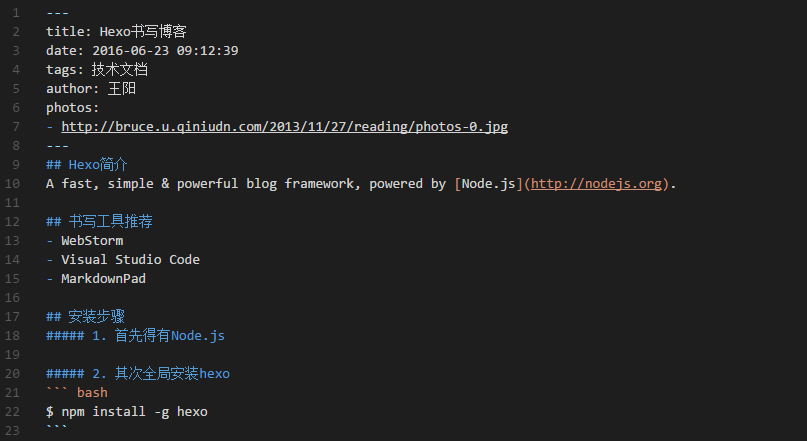 1 ---
2 title: Hexo书写博客
3 date: 2016-06-23 09:12:39
4 tags: 技术文档
5 author: 王阳
6 photos:
7 - http://bruce.u.qiniudn.com/2013/11/27/reading/photos-0.jpg
8 ---
9 ## Hexo简介
10 A fast, simple & powerful blog framework, powered by [Node.js](http://nodejs.org).
11
12 ## 书写工具推荐
13 - WebStorm
14 - Visual Studio Code
15 - MarkdownPad
16
17 ## 安装步骤
18 ##### 1. 首先得有Node.js
19
20 ##### 2. 其次全局安装hexo
21 ``` bash
22 $ npm install -g hexo
23 ```